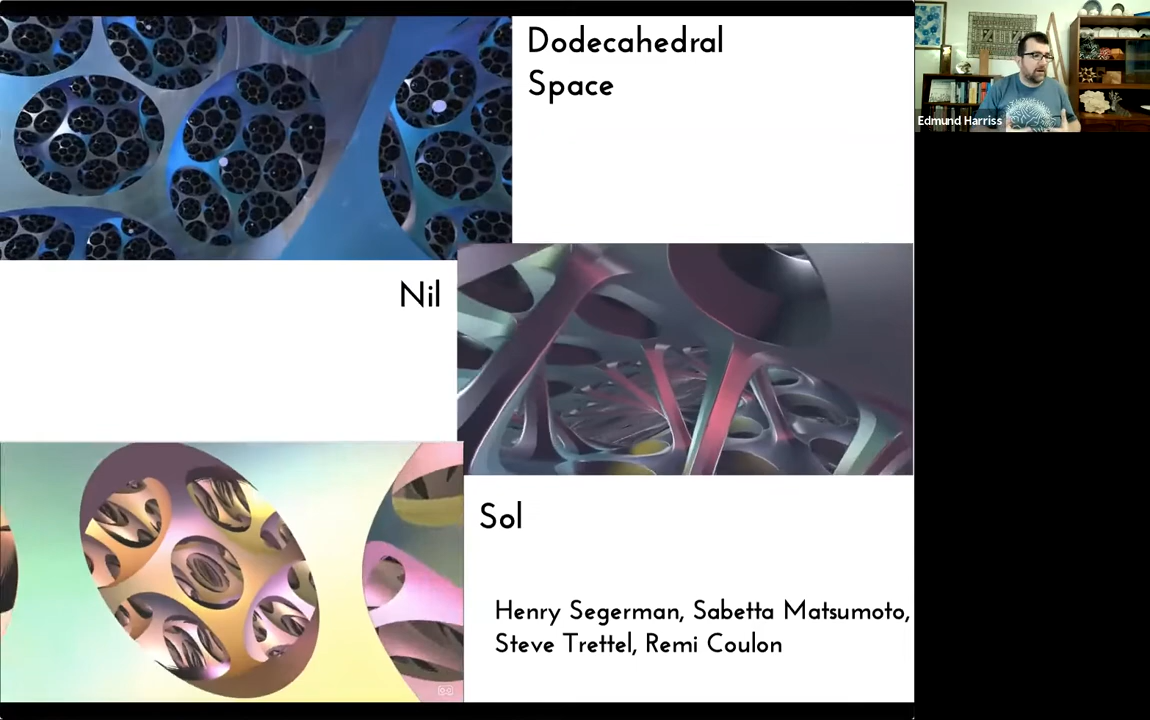 Dodecahedral
Space
Edmund Harriss
Nil
Sol
Henry Segerman, Sabetta Matsumoto,
Steve Trettel, Remi Coulon